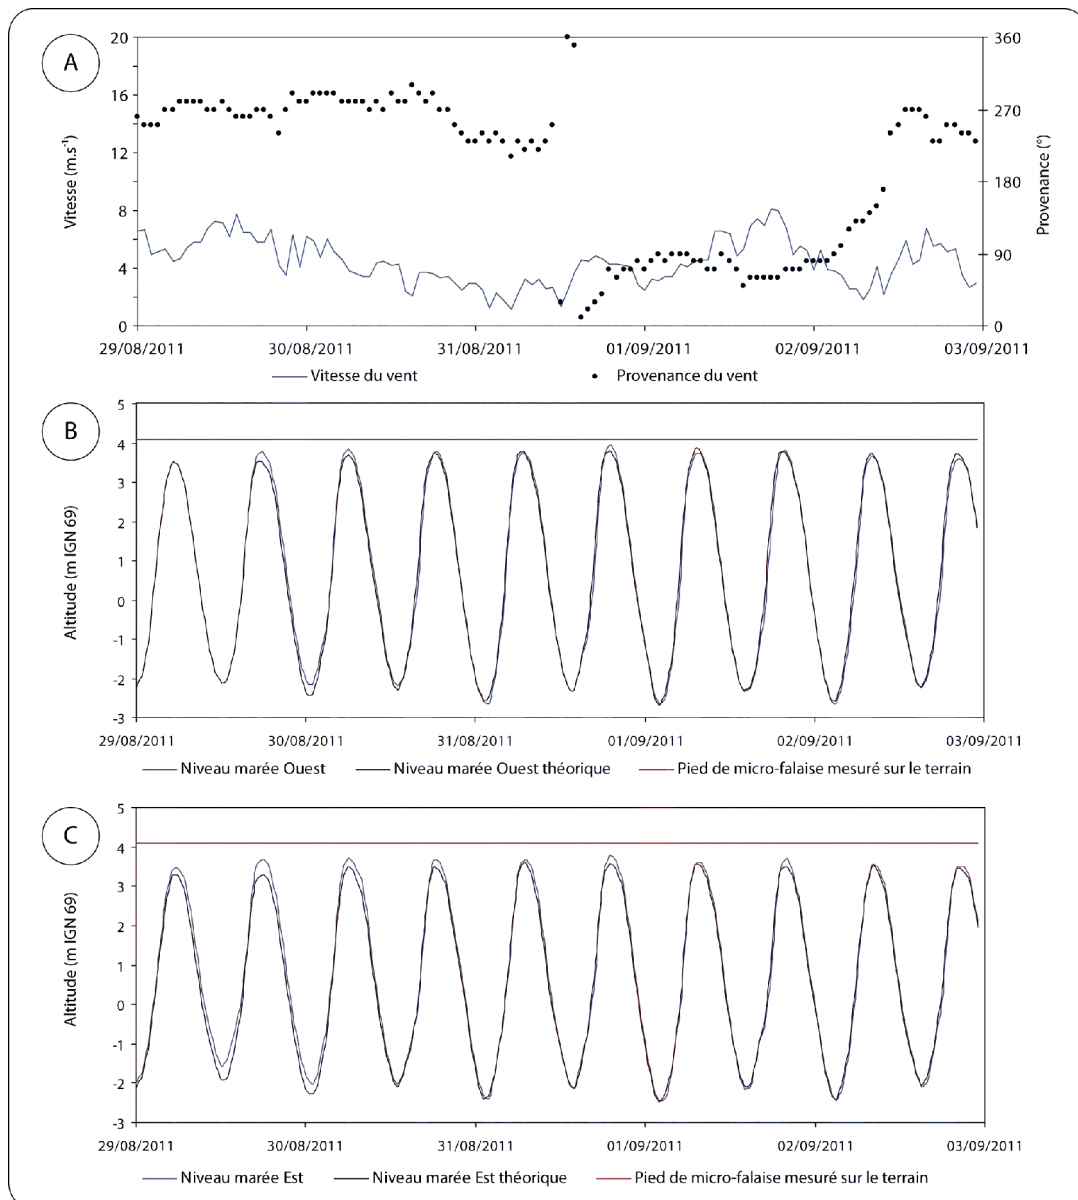 A
20
16
12
8
4
0
Vitesse (m.s-1)
360
270
180
90
0
Provenance (°)
29/08/2011 30/08/2011 31/08/2011 01/09/2011 02/09/2011 03/09/2011
Vitesse du vent Provenance du vent
B
5
4
3
2
1
0
-1
-2
-3
Altitude (m IGN 69)
29/08/2011 30/08/2011 31/08/2011 01/09/2011 02/09/2011 03/09/2011
Niveau marée Ouest Niveau marée Ouest théorique Pied de micro-falaise mesuré sur le terrain
C
5
4
3
2
1
0
-1
-2
-3
Altitude (m IGN 69)
29/08/2011 30/08/2011 31/08/2011 01/09/2011 02/09/2011 03/09/2011
Niveau marée Est Niveau marée Est théorique Pied de micro-falaise mesuré sur le terrain